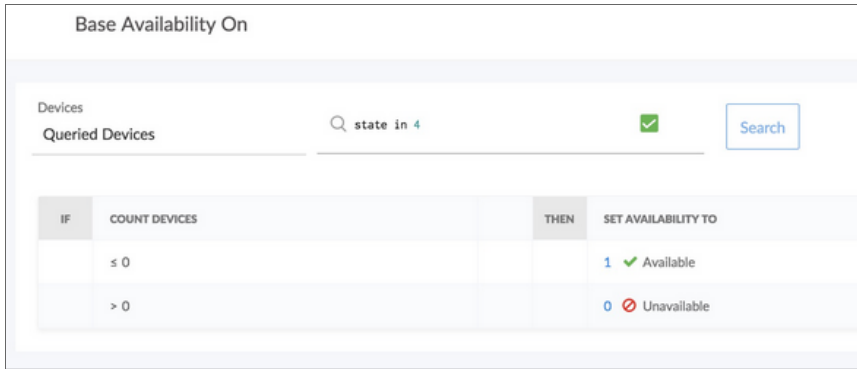 Base Availability On
Devices
Queried Devices
state in 4
Search
IF COUNT DEVICES THEN SET AVAILABILITY TO
≤ 0 1 Available
> 0 0 Unavailable